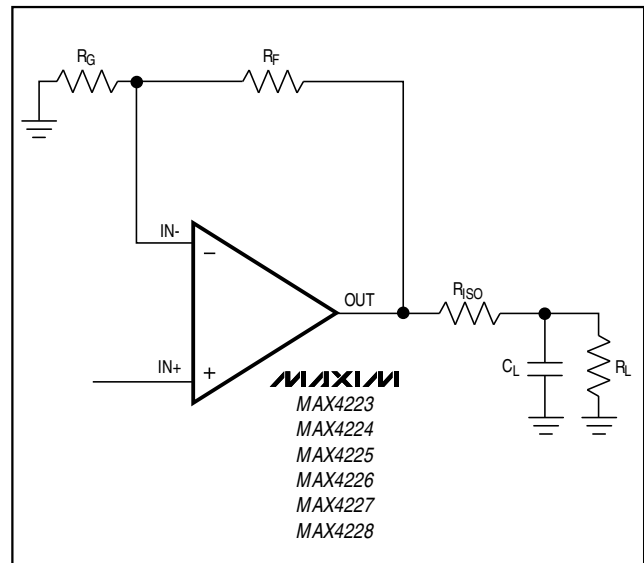 RG
RF
IN-
−
OUT
RISO
IN+
+
CL
RL
MAXIM
MAX4223
MAX4224
MAX4225
MAX4226
MAX4227
MAX4228